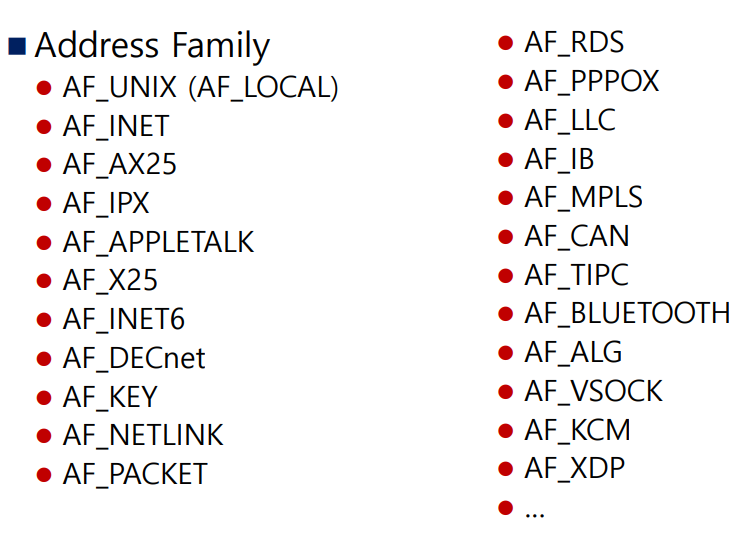 Address Family
AF_UNIX (AF_LOCAL)
AF_INET
AF_AX25
AF_IPX
AF_APPLETALK
AF_X25
AF_INET6
AF_DECnet
AF_KEY
AF_NETLINK
AF_PACKET
AF_RDS
AF_PPPOX
AF_LLC
AF_IB
AF_MPLS
AF_CAN
AF_TIPC
AF_BLUETOOTH
AF_ALG
AF_VSOCK
AF_KCM
AF_XDP
...